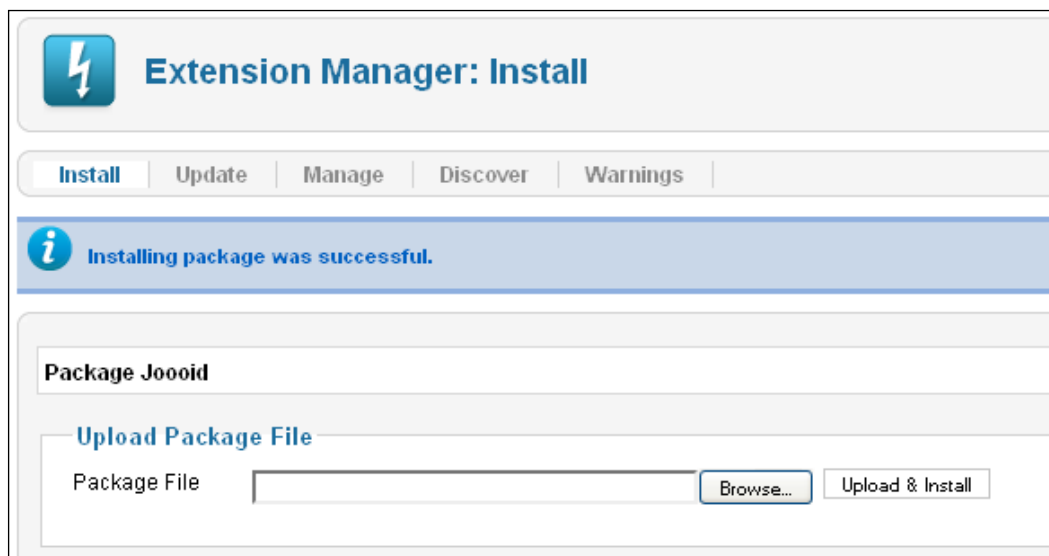 Extension Manager: Install
Install Update Manage Discover Warnings
Installing package was successful.
Package Joooid
Upload Package File
Package File Browse... Upload & Install